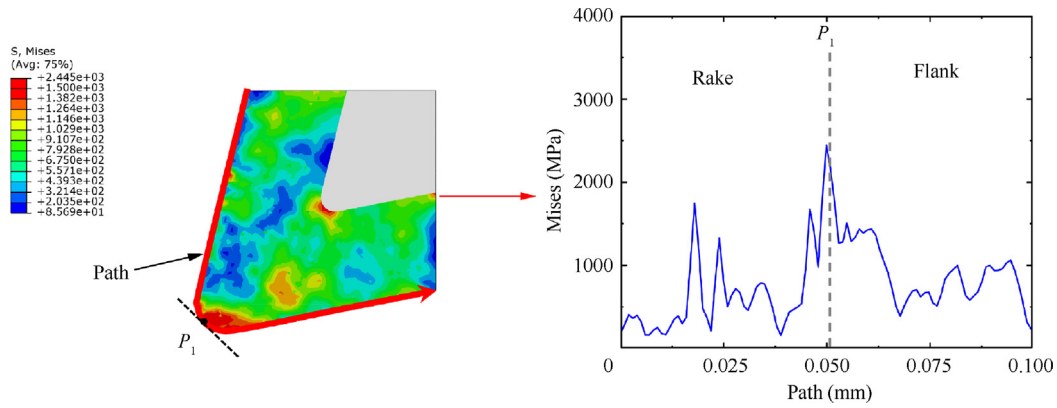 S, Mises
(Avg: 75%)
+2.445e+03
+1.500e+03
+1.382e+03
+1.264e+03
+1.146e+03
+1.029e+03
+9.107e+02
+7.928e+02
+6.750e+02
+5.571e+02
+4.393e+02
+3.214e+02
+2.035e+02
+8.569e+01
Path
P1
4000
3000
2000
1000
0
Mises (MPa)
P1
Rake
Flank
0.025
0.050
0.075
0.100
Path (mm)